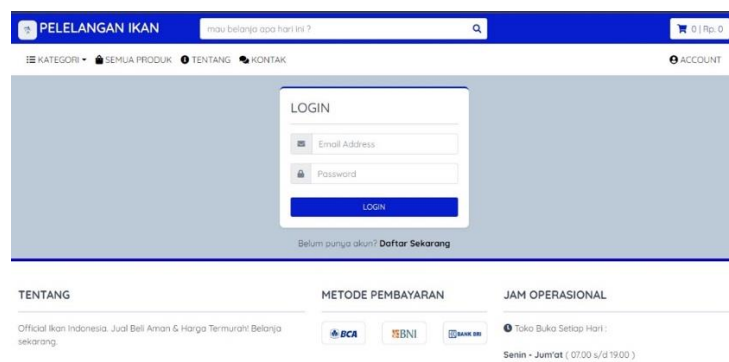 PELELANGAN IKAN
mau belanja apa hari ini ?
0 | Rp. 0
KATEGORI
SEMUA PRODUK
TENTANG
KONTAK
ACCOUNT
LOGIN
Email Address
Password
LOGIN
Belum punya akun? Daftar Sekarang
TENTANG
Official Ikan Indonesia. Jual Beli Aman & Harga Termurah! Belanja
sekarang.
METODE PEMBAYARAN
BCA
BNI
BANK BRI
JAM OPERASIONAL
Toko Buka Setiap Hari :
Senin - Jum'at ( 07.00 s/d 19.00 )